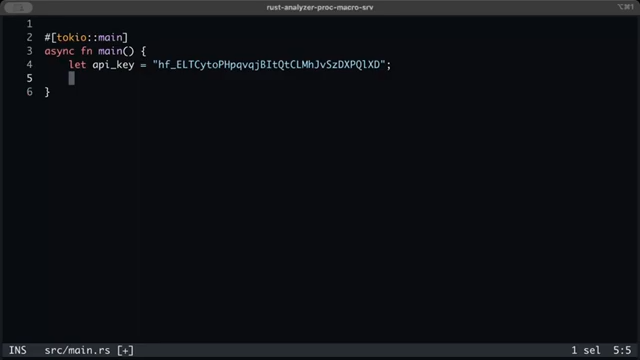 rust-analyzer-proc-macro-srv
⌥⌘1
1
2 #[tokio::main]
3 async fn main() {
4 let api_key = "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";
5
6 }
INS src/main.rs [+] 1 sel 5:5